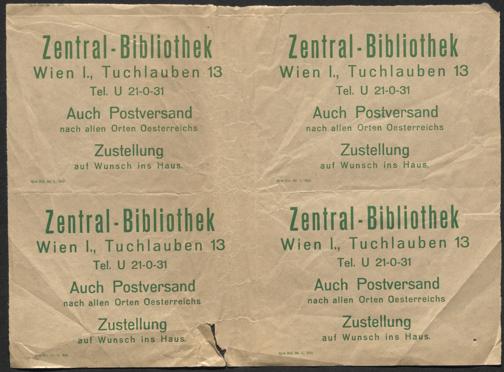 Zentral-Bibliothek
Wien I., Tuchlauben 13
Tel. U 21-0-31
Auch Postversand
nach allen Orten Oesterreichs
Zustellung
auf Wunsch ins Haus.
Zentral-Bibliothek
Wien I., Tuchlauben 13
Tel. U 21-0-31
Auch Postversand
nach allen Orten Oesterreichs
Zustellung
auf Wunsch ins Haus.
Zentral-Bibliothek
Wien I., Tuchlauben 13
Tel. U 21-0-31
Auch Postversand
nach allen Orten Oesterreichs
Zustellung
auf Wunsch ins Haus.
Zentral-Bibliothek
Wien I., Tuchlauben 13
Tel. U 21-0-31
Auch Postversand
nach allen Orten Oesterreichs
Zustellung
auf Wunsch ins Haus.